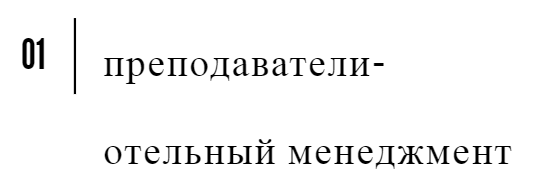 01
преподаватели-
отельный менеджмент